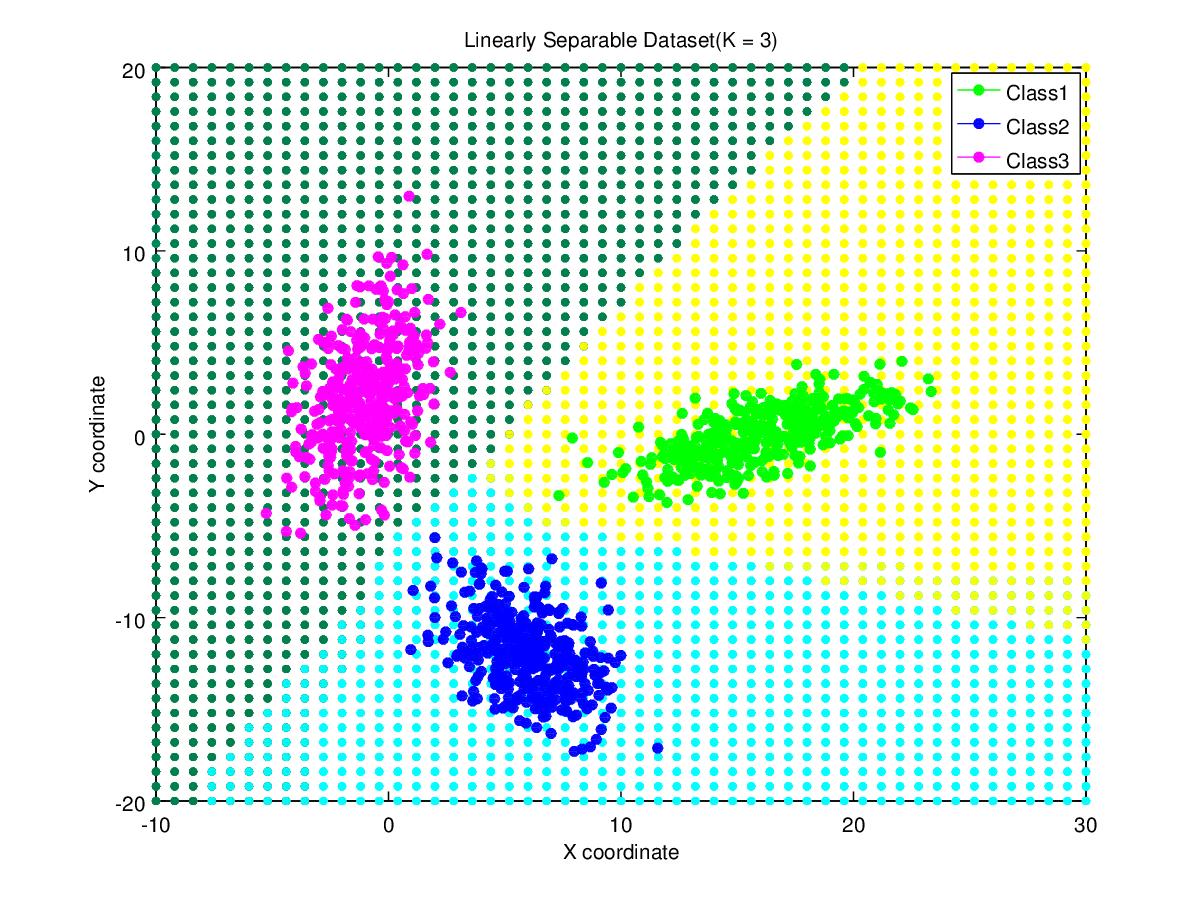 Linearly Separable Dataset(K = 3)
20
10
0
-10
-20
Y coordinate
Class1
Class2
Class3
-10 0 10 20 30
X coordinate